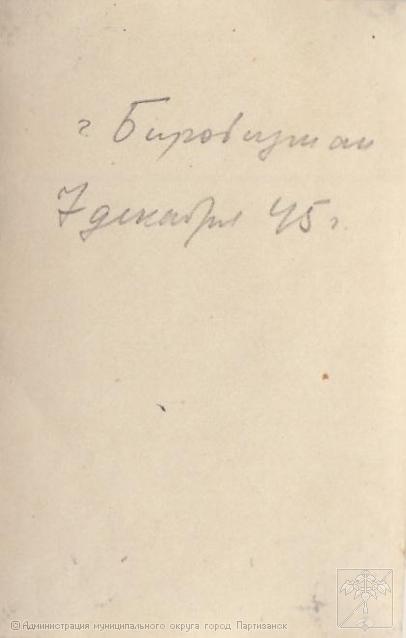 г Биробиджан
7 декабря 45 г.
© Администрация муниципального округа город Партизанск